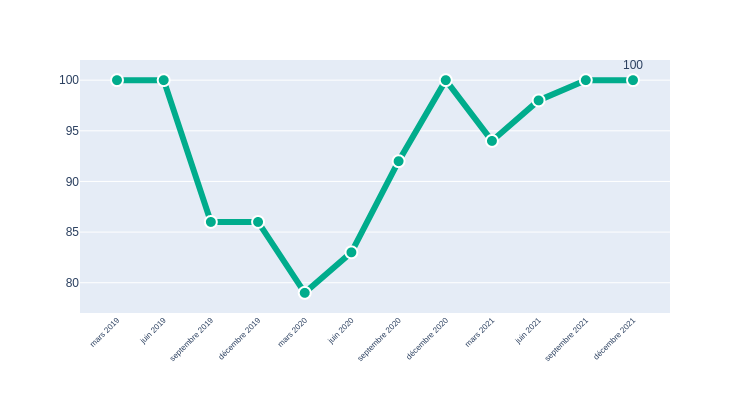 100
100
95
90
85
80
mars 2019
juin 2019
septembre 2019
décembre 2019
mars 2020
juin 2020
septembre 2020
décembre 2020
mars 2021
juin 2021
septembre 2021
décembre 2021